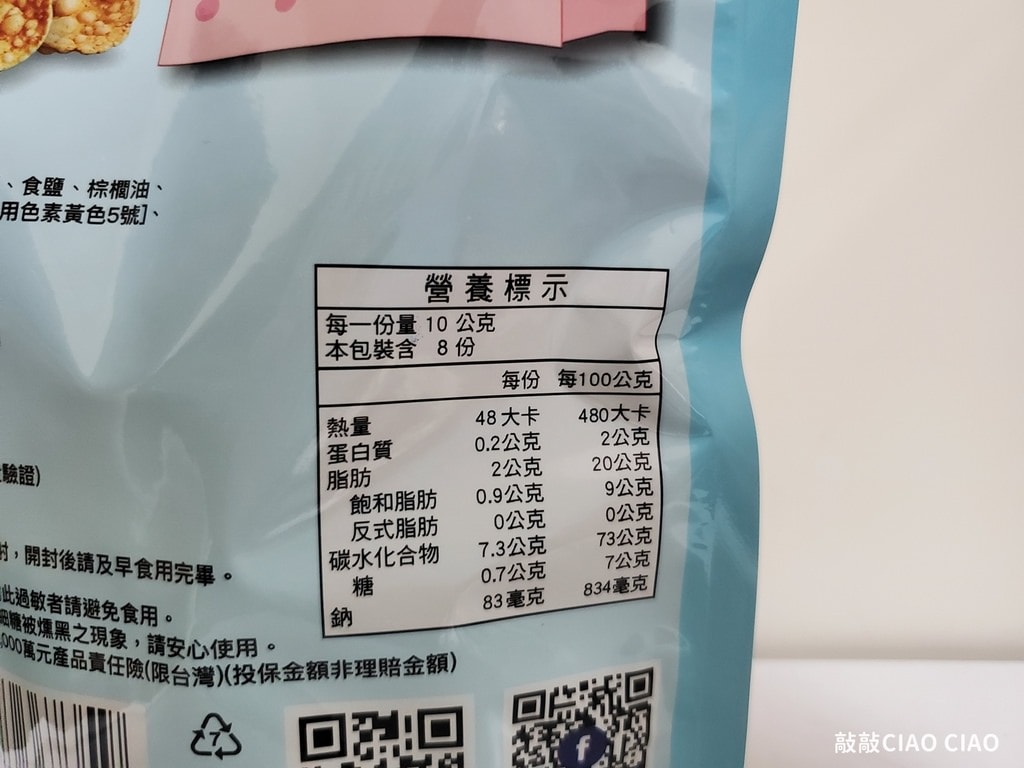 、食鹽、棕櫚油、
用色素黃色5號]、
營養標示
每一份量 10 公克
本包裝含 8 份
每份 每100公克
熱量 48大卡 480大卡
蛋白質 0.2公克 2公克
脂肪 2公克 20公克
飽和脂肪 0.9公克 9公克
反式脂肪 0公克 0公克
碳水化合物 7.3公克 73公克
糖 0.7公克 7公克
鈉 83毫克 834毫克
驗證)
，開封後請及早食用完畢。
此過敏者請避免食用。
糖被燻黑之現象，請安心使用。
000萬元產品責任險(限台灣)(投保金額非理賠金額)
7
f
敲敲CIAO CIAO